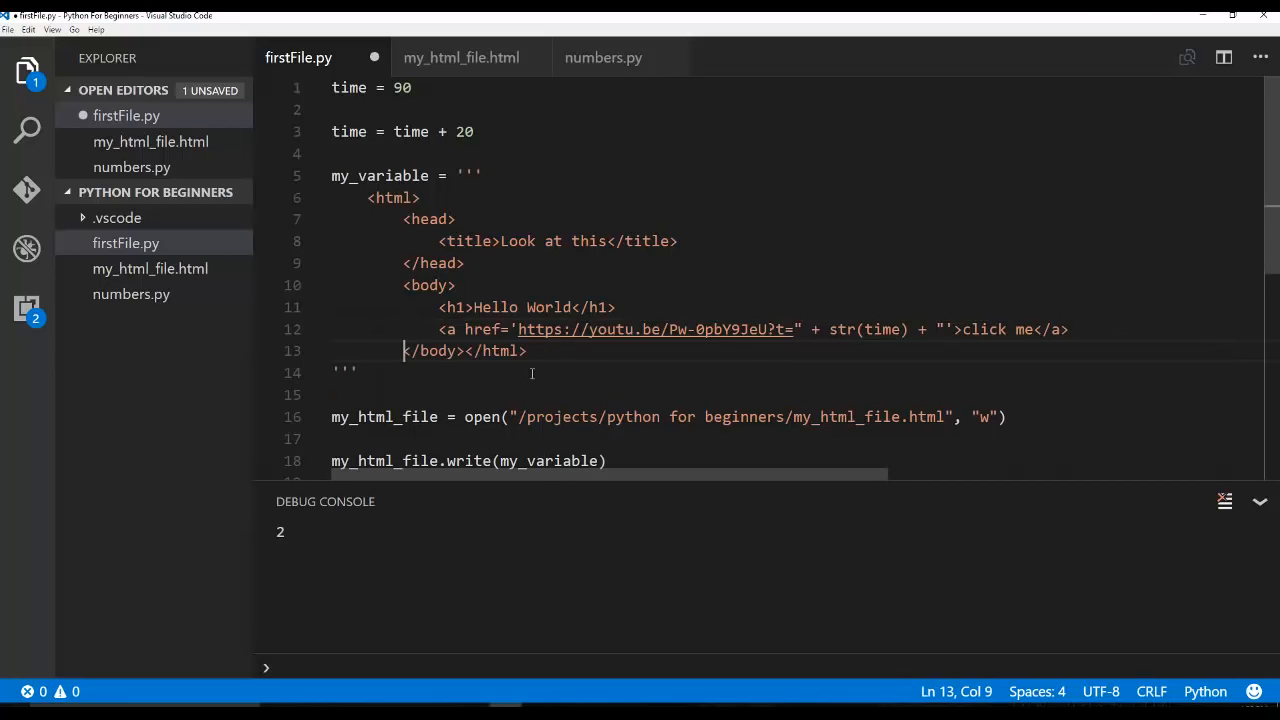 ● firstFile.py - Python For Beginners - Visual Studio Code
File Edit View Go Help
EXPLORER
firstFile.py
my_html_file.html
numbers.py
OPEN EDITORS 1 UNSAVED
firstFile.py
my_html_file.html
numbers.py
PYTHON FOR BEGINNERS
.vscode
firstFile.py
my_html_file.html
numbers.py
1
2
1 time = 90
2
3 time = time + 20
4
5 my_variable = '''
6 <html>
7 <head>
8 <title>Look at this</title>
9 </head>
10 <body>
11 <h1>Hello World</h1>
12 <a href='https://youtu.be/Pw-0pbY9JeU?t=" + str(time) + "'>click me</a>
13 </body></html>
14 '''
15
16 my_html_file = open("/projects/python for beginners/my_html_file.html", "w")
17
18 my_html_file.write(my_variable)
DEBUG CONSOLE
2
0 0
Ln 13, Col 9 Spaces: 4 UTF-8 CRLF Python